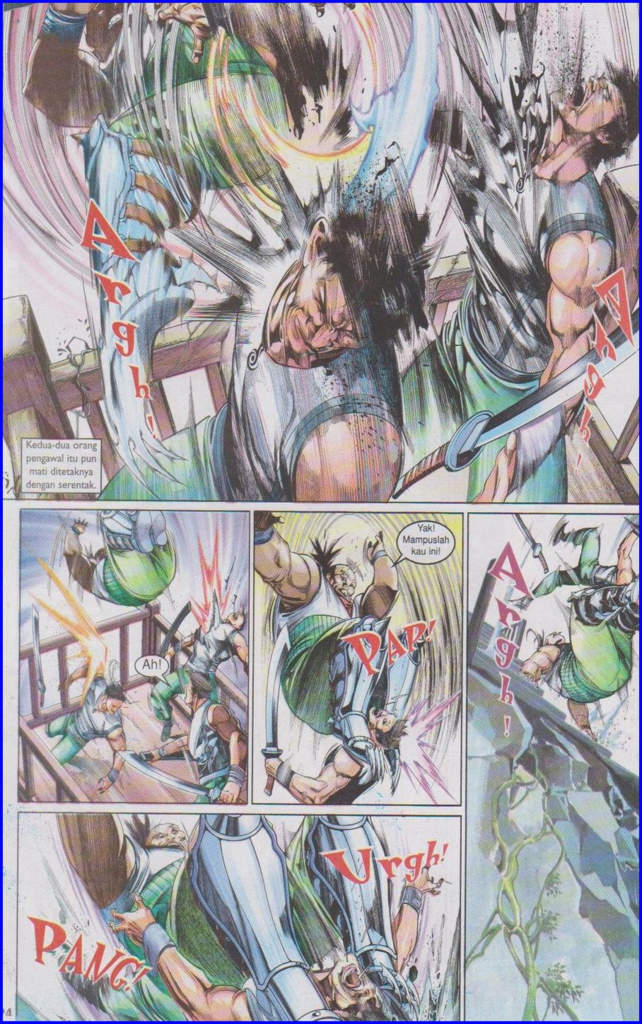 Argh!
Argh!
Kedua-dua orang
pengawal itu pun
mati ditetaknya
dengan serentak.
Ah!
Yak!
Mampuslah
kau ini!
PAP!
Argh!
PANG!
Urgh!